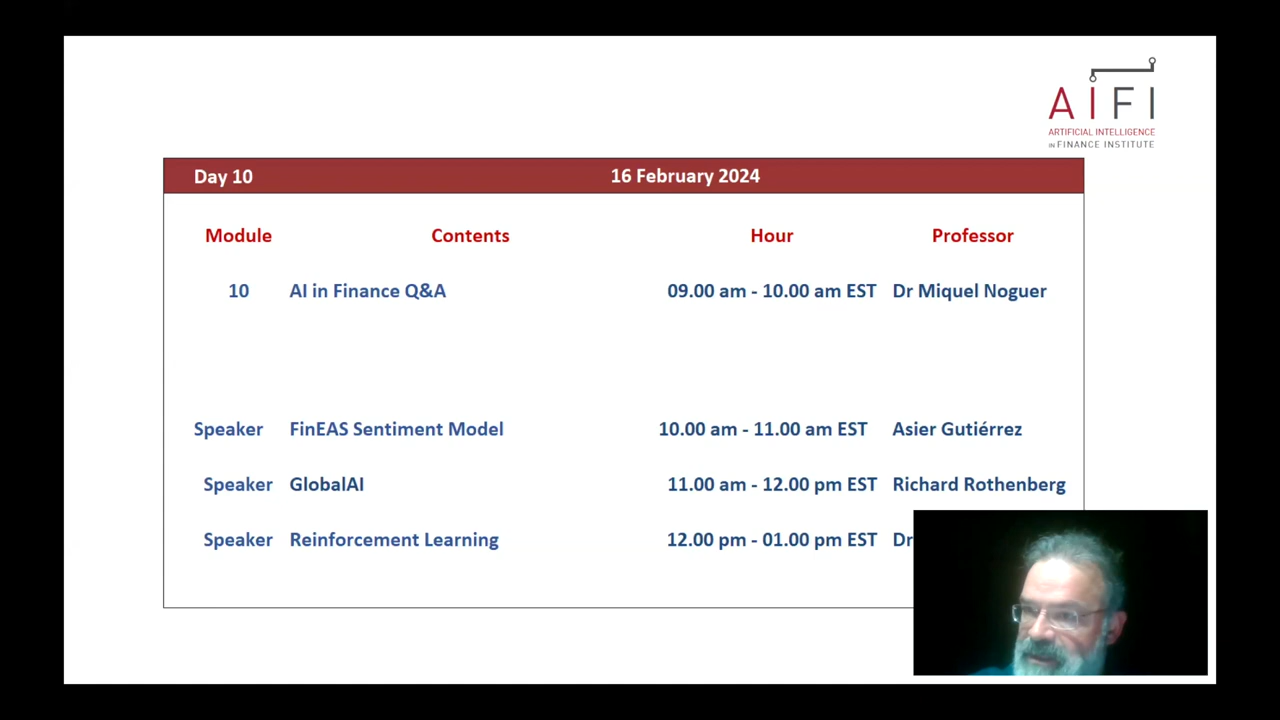 AIFI
ARTIFICIAL INTELLIGENCE
IN FINANCE INSTITUTE
Day 10 16 February 2024
Module Contents Hour Professor
10 AI in Finance Q&A 09.00 am - 10.00 am EST Dr Miquel Noguer
Speaker FinEAS Sentiment Model 10.00 am - 11.00 am EST Asier Gutiérrez
Speaker GlobalAI 11.00 am - 12.00 pm EST Richard Rothenberg
Speaker Reinforcement Learning 12.00 pm - 01.00 pm EST Dr